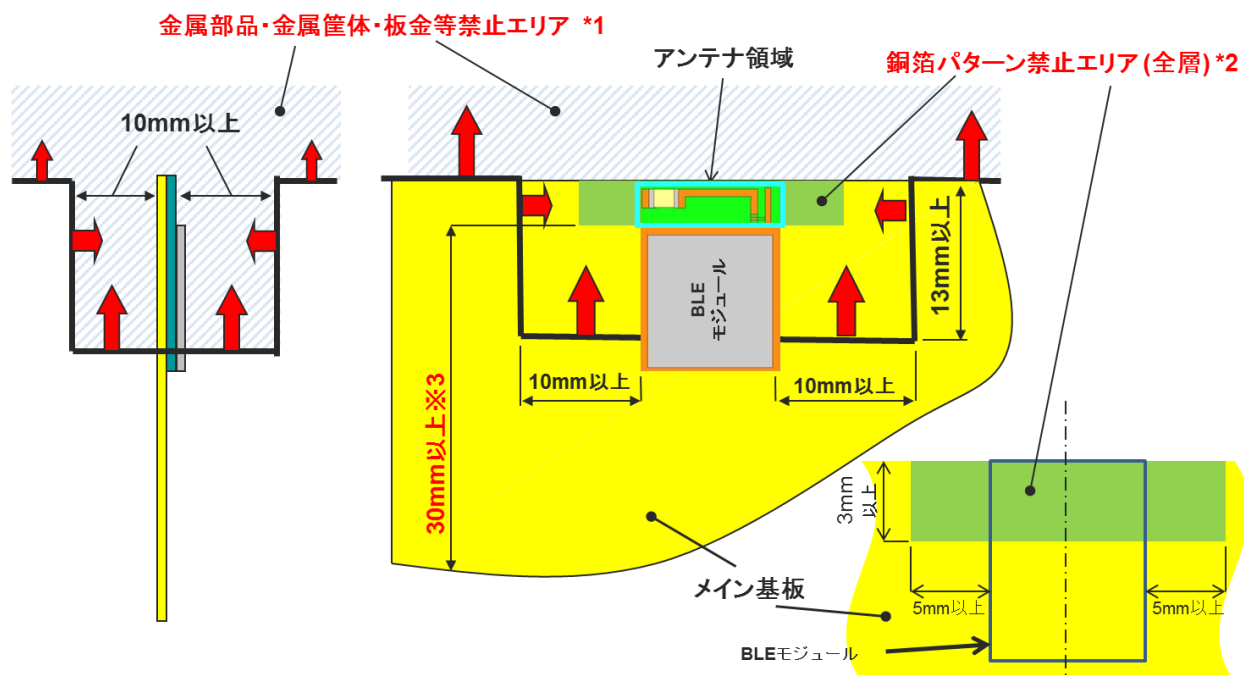 金属部品・金属筐体・板金等禁止エリア *1
アンテナ領域
銅箔パターン禁止エリア(全層)*2
10mm以上
13mm以上
BLE
モジュール
10mm以上
10mm以上
30mm以上※3
3mm
以上
メイン基板
5mm以上
5mm以上
BLEモジュール